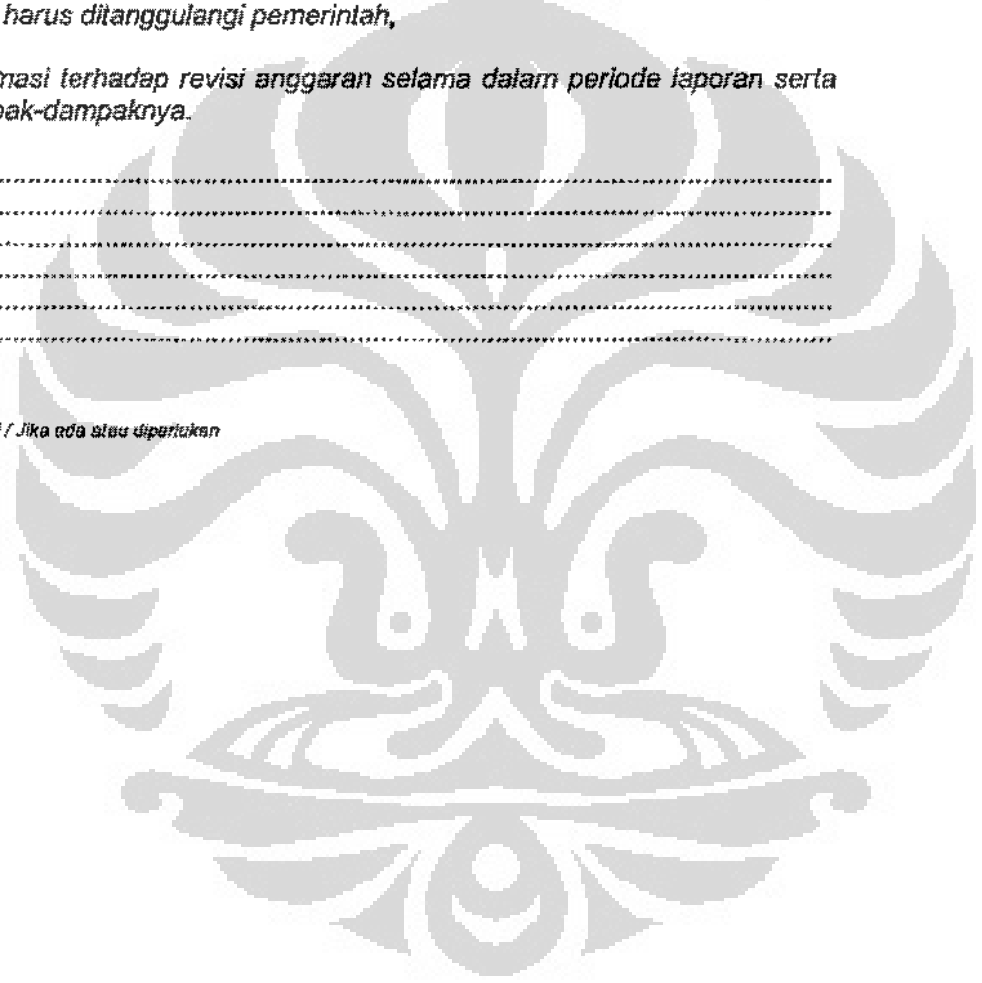 harus ditanggulangi pemerintah,
masi terhadap revisi anggaran selama dalam periode laporan serta
pak-dampaknya.
/ Jika ada atau diperlukan